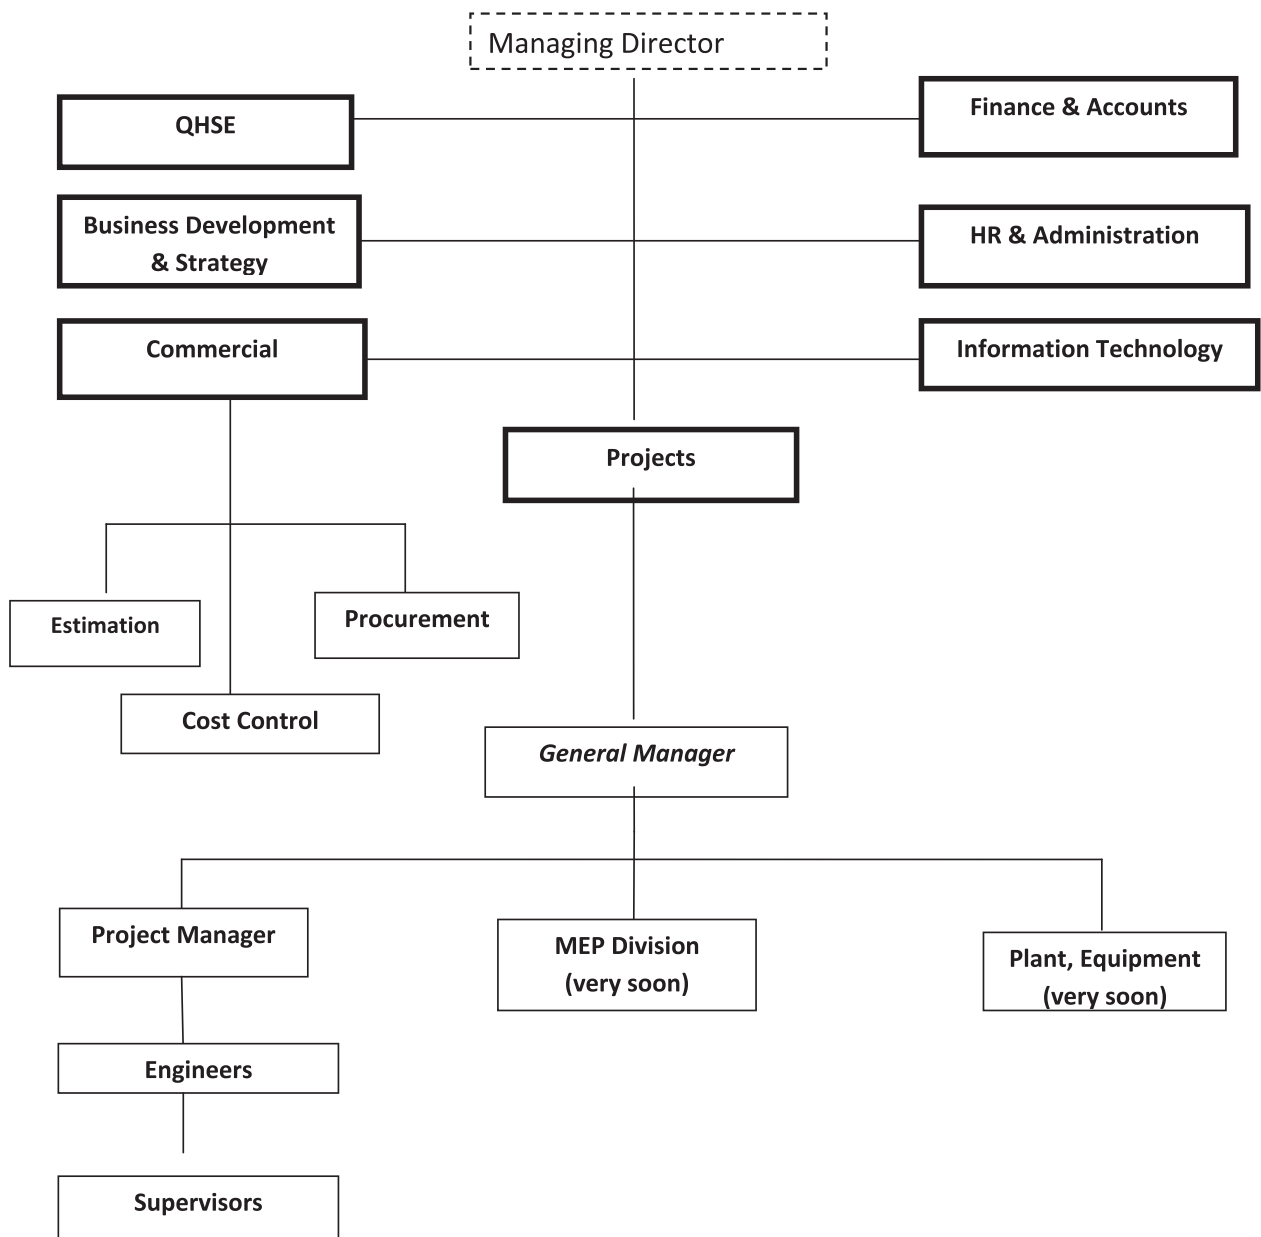 Managing Director
QHSE
Finance & Accounts
Business Development
& Strategy
HR & Administration
Commercial
Information Technology
Projects
Estimation
Procurement
Cost Control
General Manager
Project Manager
MEP Division
(very soon)
Plant, Equipment
(very soon)
Engineers
Supervisors